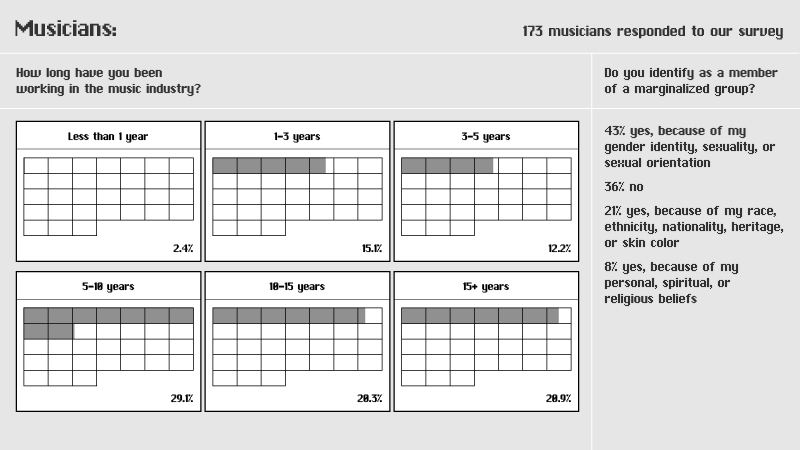 Musicians:
173 musicians responded to our survey
How long have you been
working in the music industry?
Do you identify as a member
of a marginalized group?
Less than 1 year
2.4%
1-3 years
15.1%
3-5 years
12.2%
5-10 years
29.1%
10-15 years
20.3%
15+ years
20.9%
43% yes, because of my
gender identity, sexuality, or
sexual orientation
36% no
21% yes, because of my race,
ethnicity, nationality, heritage,
or skin color
8% yes, because of my
personal, spiritual, or
religious beliefs